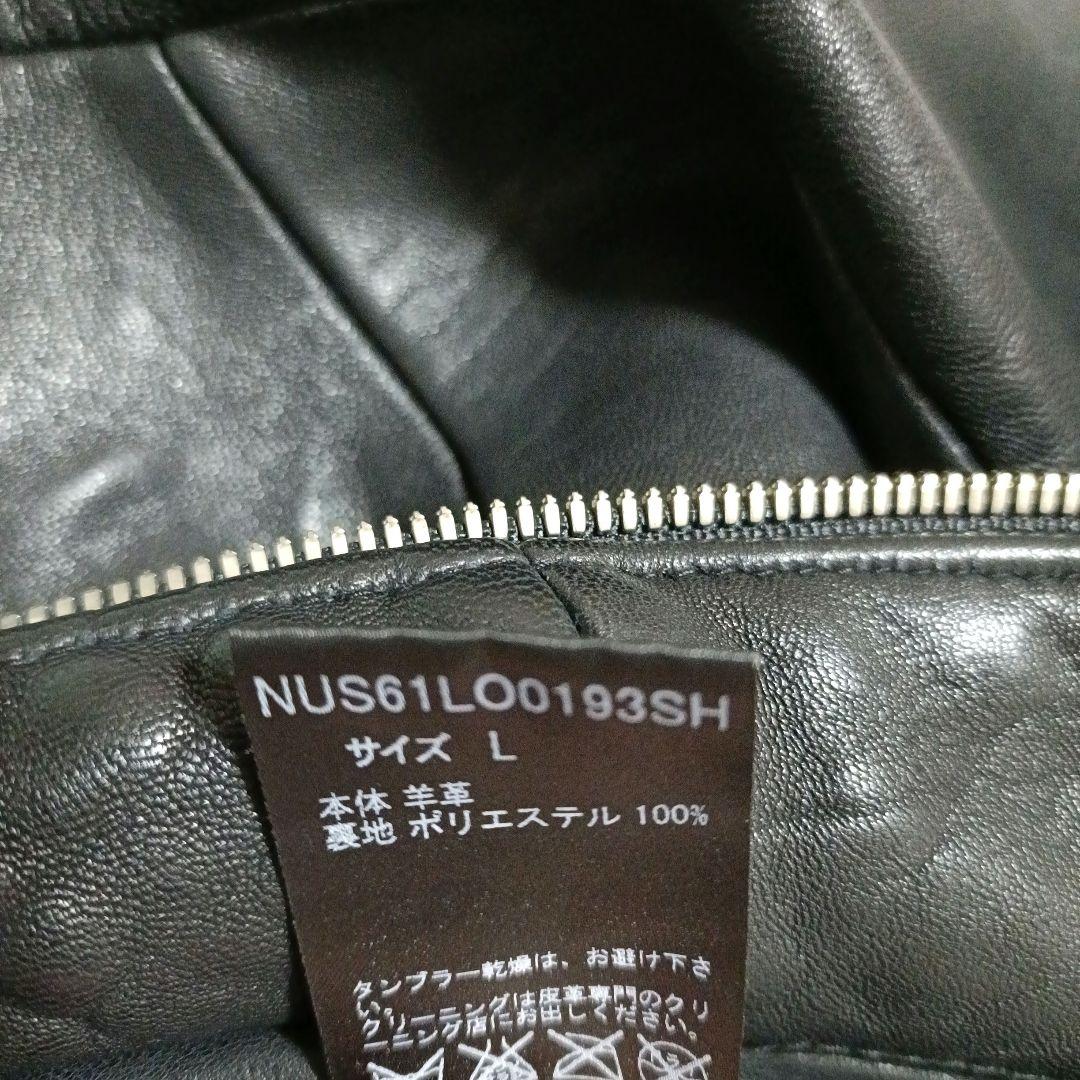 NUS61LO0193SH
サイズ L
本体 羊革
裏地 ポリエステル 100%
タンブラー乾燥は、お避け下さ
い。
クリーニングは皮革専門のクリ
ーニング店にお出しください。